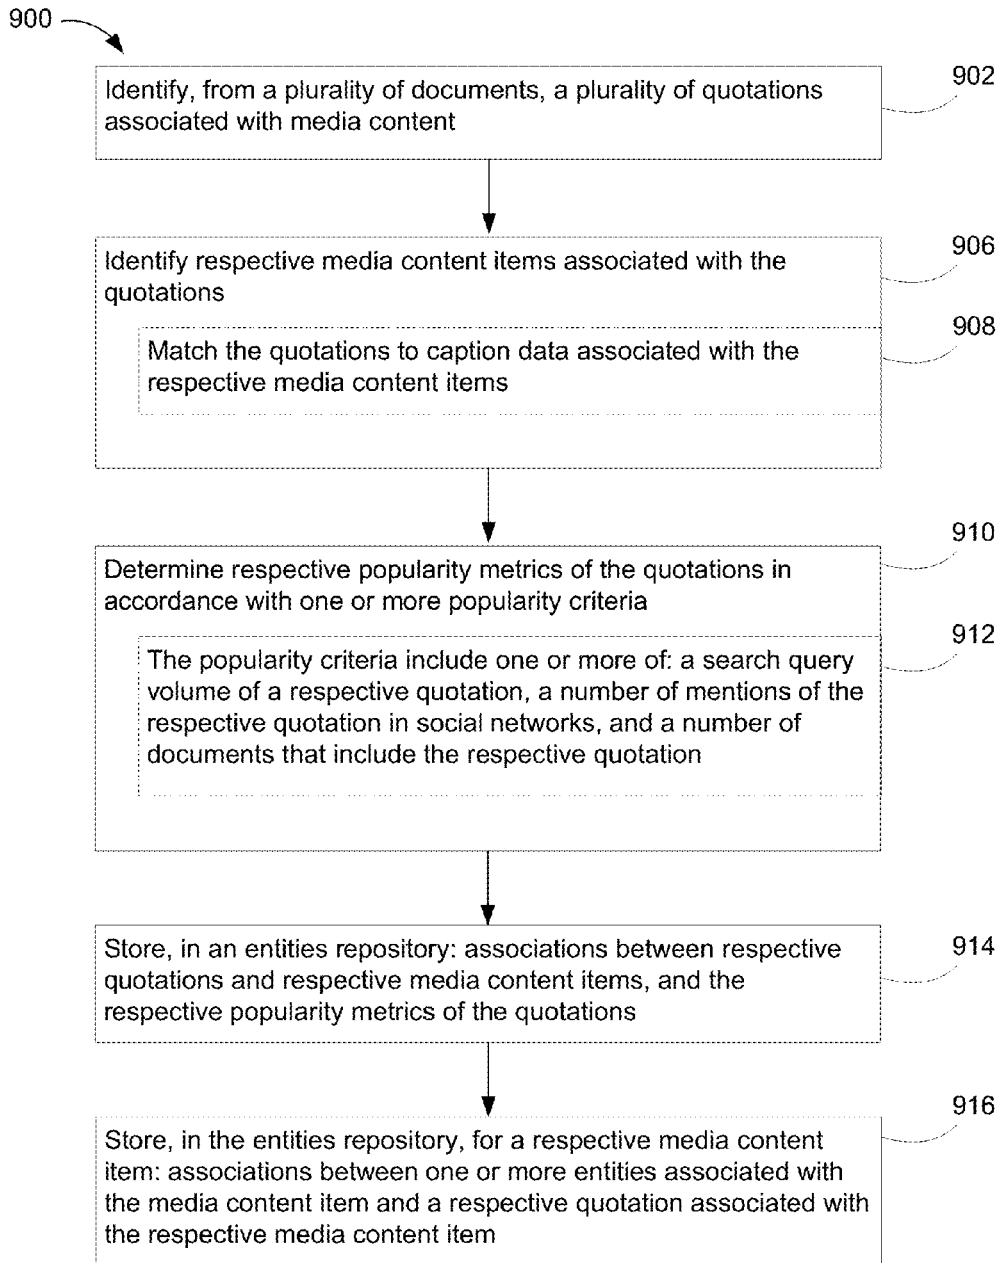 900
902
Identify, from a plurality of documents, a plurality of quotations
associated with media content
906
Identify respective media content items associated with the
quotations
908
Match the quotations to caption data associated with the
respective media content items
910
Determine respective popularity metrics of the quotations in
accordance with one or more popularity criteria
912
The popularity criteria include one or more of: a search query
volume of a respective quotation, a number of mentions of the
respective quotation in social networks, and a number of
documents that include the respective quotation
914
Store, in an entities repository: associations between respective
quotations and respective media content items, and the
respective popularity metrics of the quotations
916
Store, in the entities repository, for a respective media content
item: associations between one or more entities associated with
the media content item and a respective quotation associated with
the respective media content item